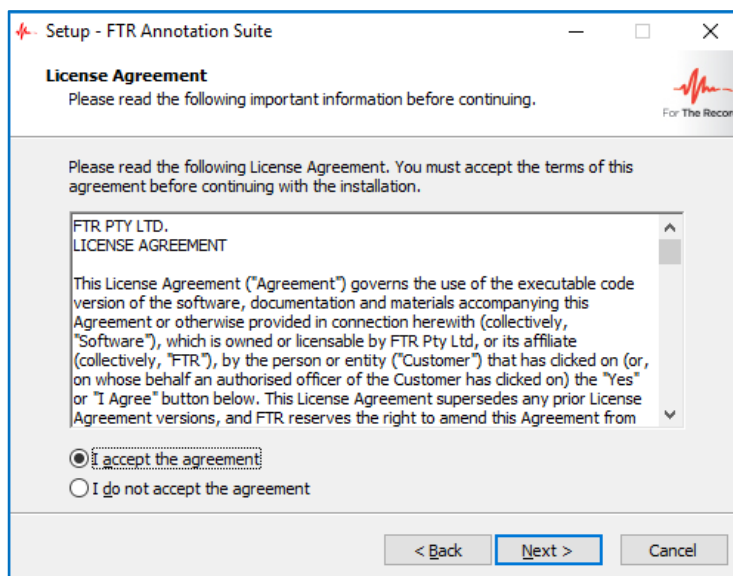 Setup - FTR Annotation Suite
License Agreement
Please read the following important information before continuing.
For The Recor
Please read the following License Agreement. You must accept the terms of this
agreement before continuing with the installation.
FTR PTY LTD.
LICENSE AGREEMENT
This License Agreement ("Agreement") governs the use of the executable code
version of the software, documentation and materials accompanying this
Agreement or otherwise provided in connection herewith (collectively,
"Software"), which is owned or licensable by FTR Pty Ltd, or its affiliate
(collectively, "FTR"), by the person or entity ("Customer") that has clicked on (or,
on whose behalf an authorised officer of the Customer has clicked on) the "Yes"
or "I Agree" button below. This License Agreement supersedes any prior License
Agreement versions, and FTR reserves the right to amend this Agreement from
I accept the agreement
I do not accept the agreement
< Back
Next >
Cancel